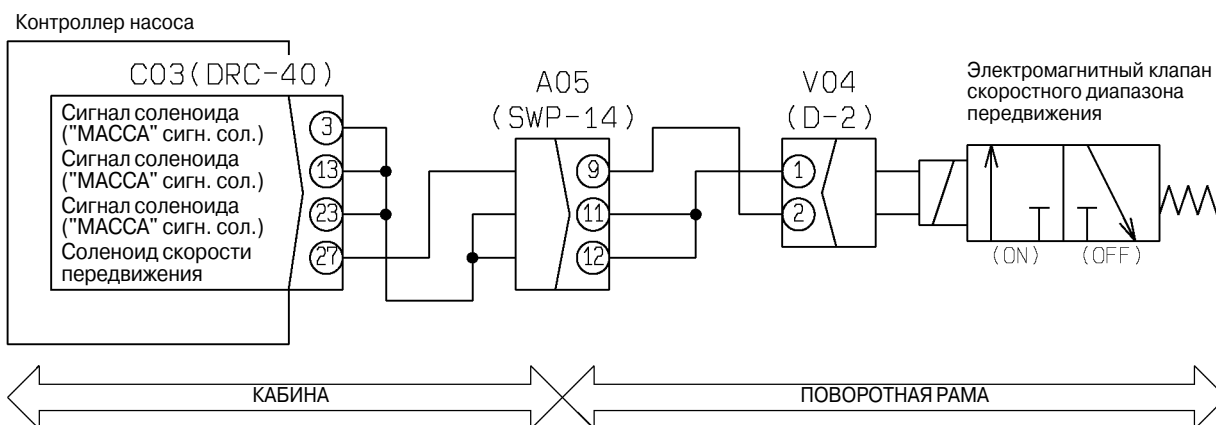 Контроллер насоса
C03(DRC-40)
Сигнал соленоида
("МАССА" сигн. сол.)
Сигнал соленоида
("МАССА" сигн. сол.)
Сигнал соленоида
("МАССА" сигн. сол.)
Соленоид скорости
передвижения
3
13
23
27
A05
(SWP-14)
9
11
12
V04
(D-2)
1
2
Электромагнитный клапан
скоростного диапазона
передвижения
(ON) (OFF)
КАБИНА
ПОВОРОТНАЯ РАМА